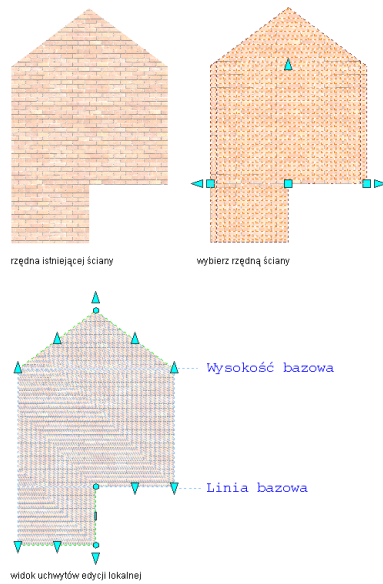 rzędna istniejącej ściany
wybierz rzędną ściany
Wysokość bazowa
Linia bazowa
widok uchwytów edycji lokalnej